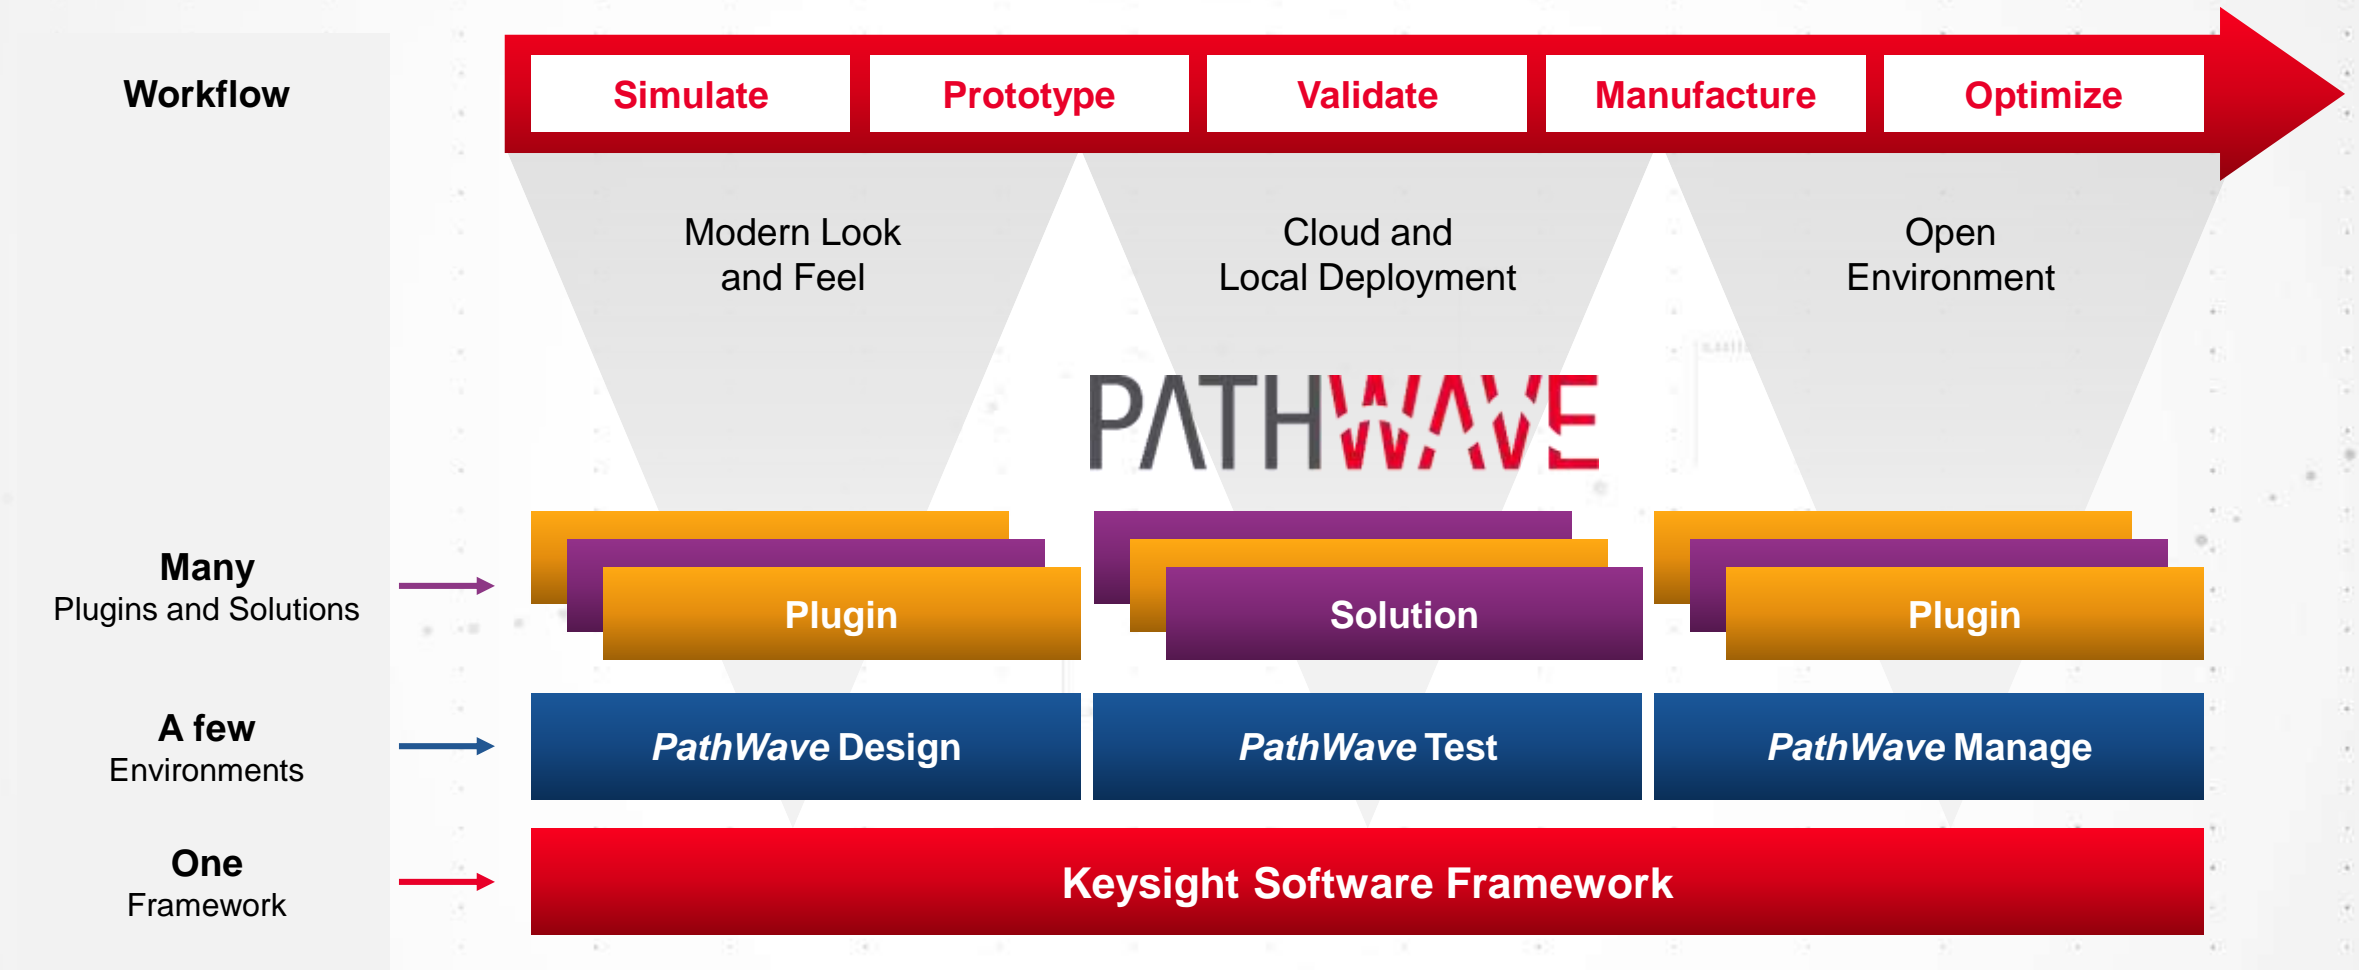 Workflow
Simulate
Prototype
Validate
Manufacture
Optimize
Modern Look
and Feel
Cloud and
Local Deployment
Open
Environment
PATHWAVE
Many
Plugins and Solutions
Plugin
Solution
Plugin
A few
Environments
PathWave Design
PathWave Test
PathWave Manage
One
Framework
Keysight Software Framework